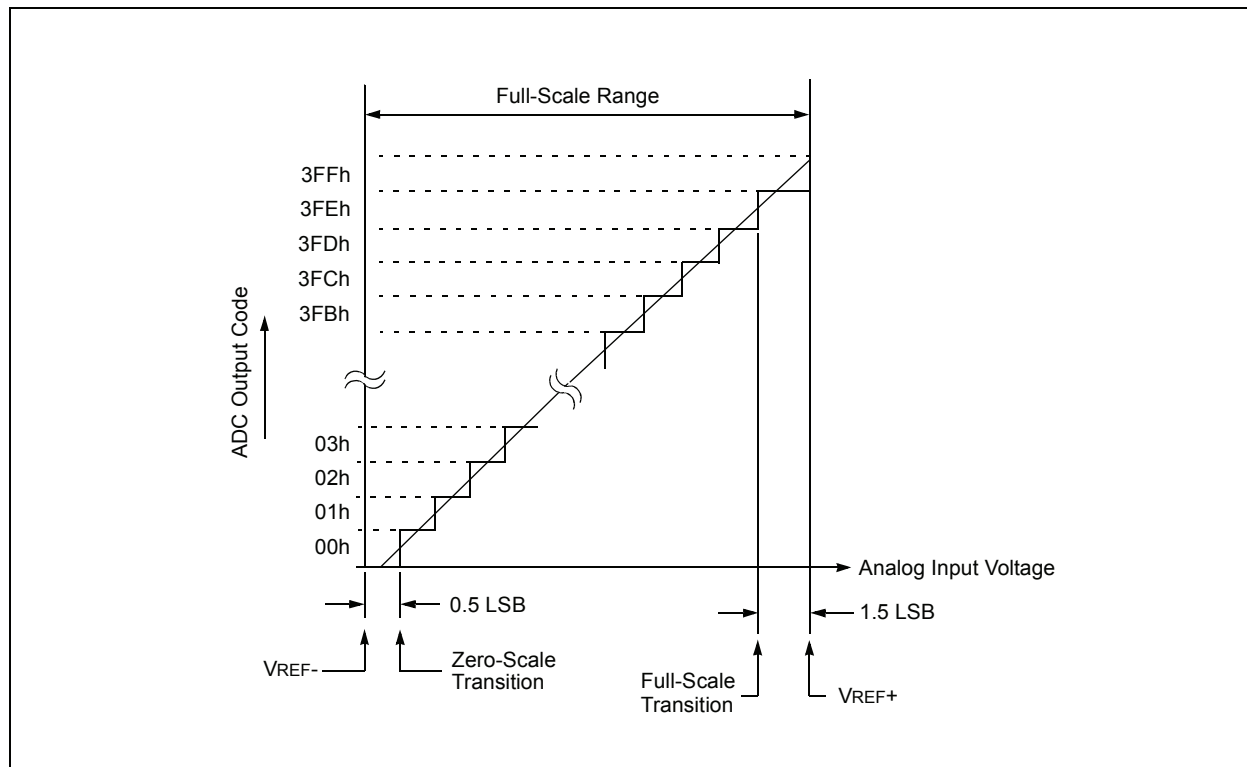 Full-Scale Range
3FFh
3FEh
3FDh
3FCh
3FBh
ADC Output Code
03h
02h
01h
00h
Analog Input Voltage
0.5 LSB
1.5 LSB
VREF-
Zero-Scale
Transition
Full-Scale
Transition
VREF+